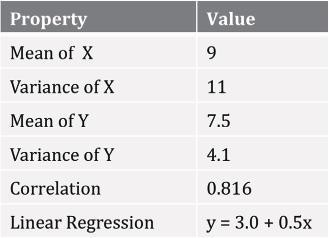 Property Value
Mean of X 9
Variance of X 11
Mean of Y 7.5
Variance of Y 4.1
Correlation 0.816
Linear Regression y = 3.0 + 0.5x